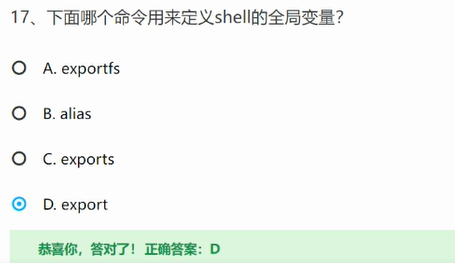 17、下面哪个命令用来定义shell的全局变量?
A. exportfs
B. alias
C. exports
D. export
恭喜你，答对了！正确答案：D